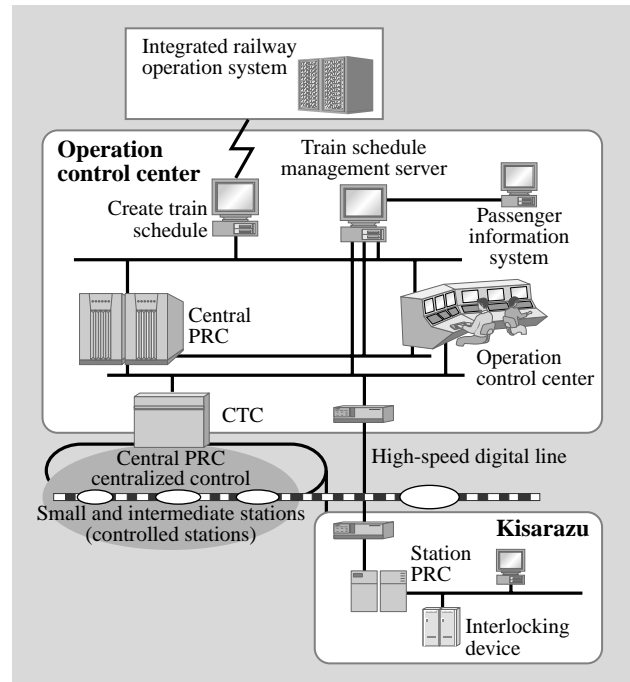 Integrated railway
operation system
Operation
control center
Train schedule
management server
Create train
schedule
Passenger
information
system
Central
PRC
Operation
control center
CTC
Central PRC
centralized control
High-speed digital line
Small and intermediate stations
(controlled stations)
Kisarazu
Station
PRC
Interlocking
device